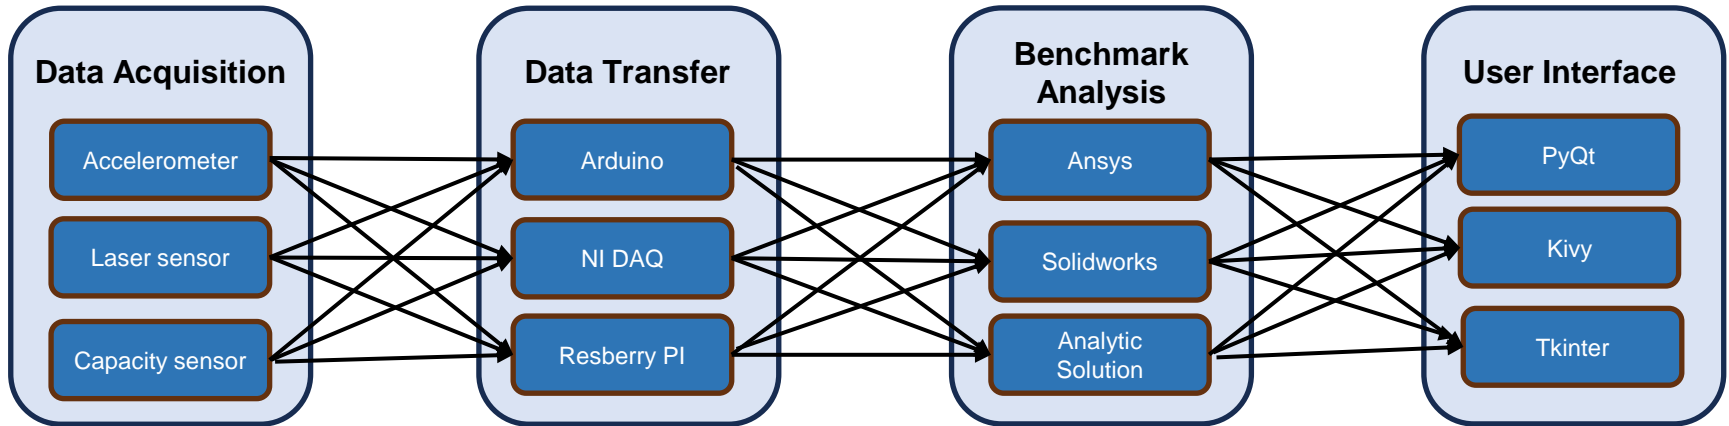 Data Acquisition
Accelerometer
Laser sensor
Capacity sensor
Data Transfer
Arduino
NI DAQ
Resberry PI
Benchmark
Analysis
Ansys
Solidworks
Analytic
Solution
User Interface
PyQt
Kivy
Tkinter